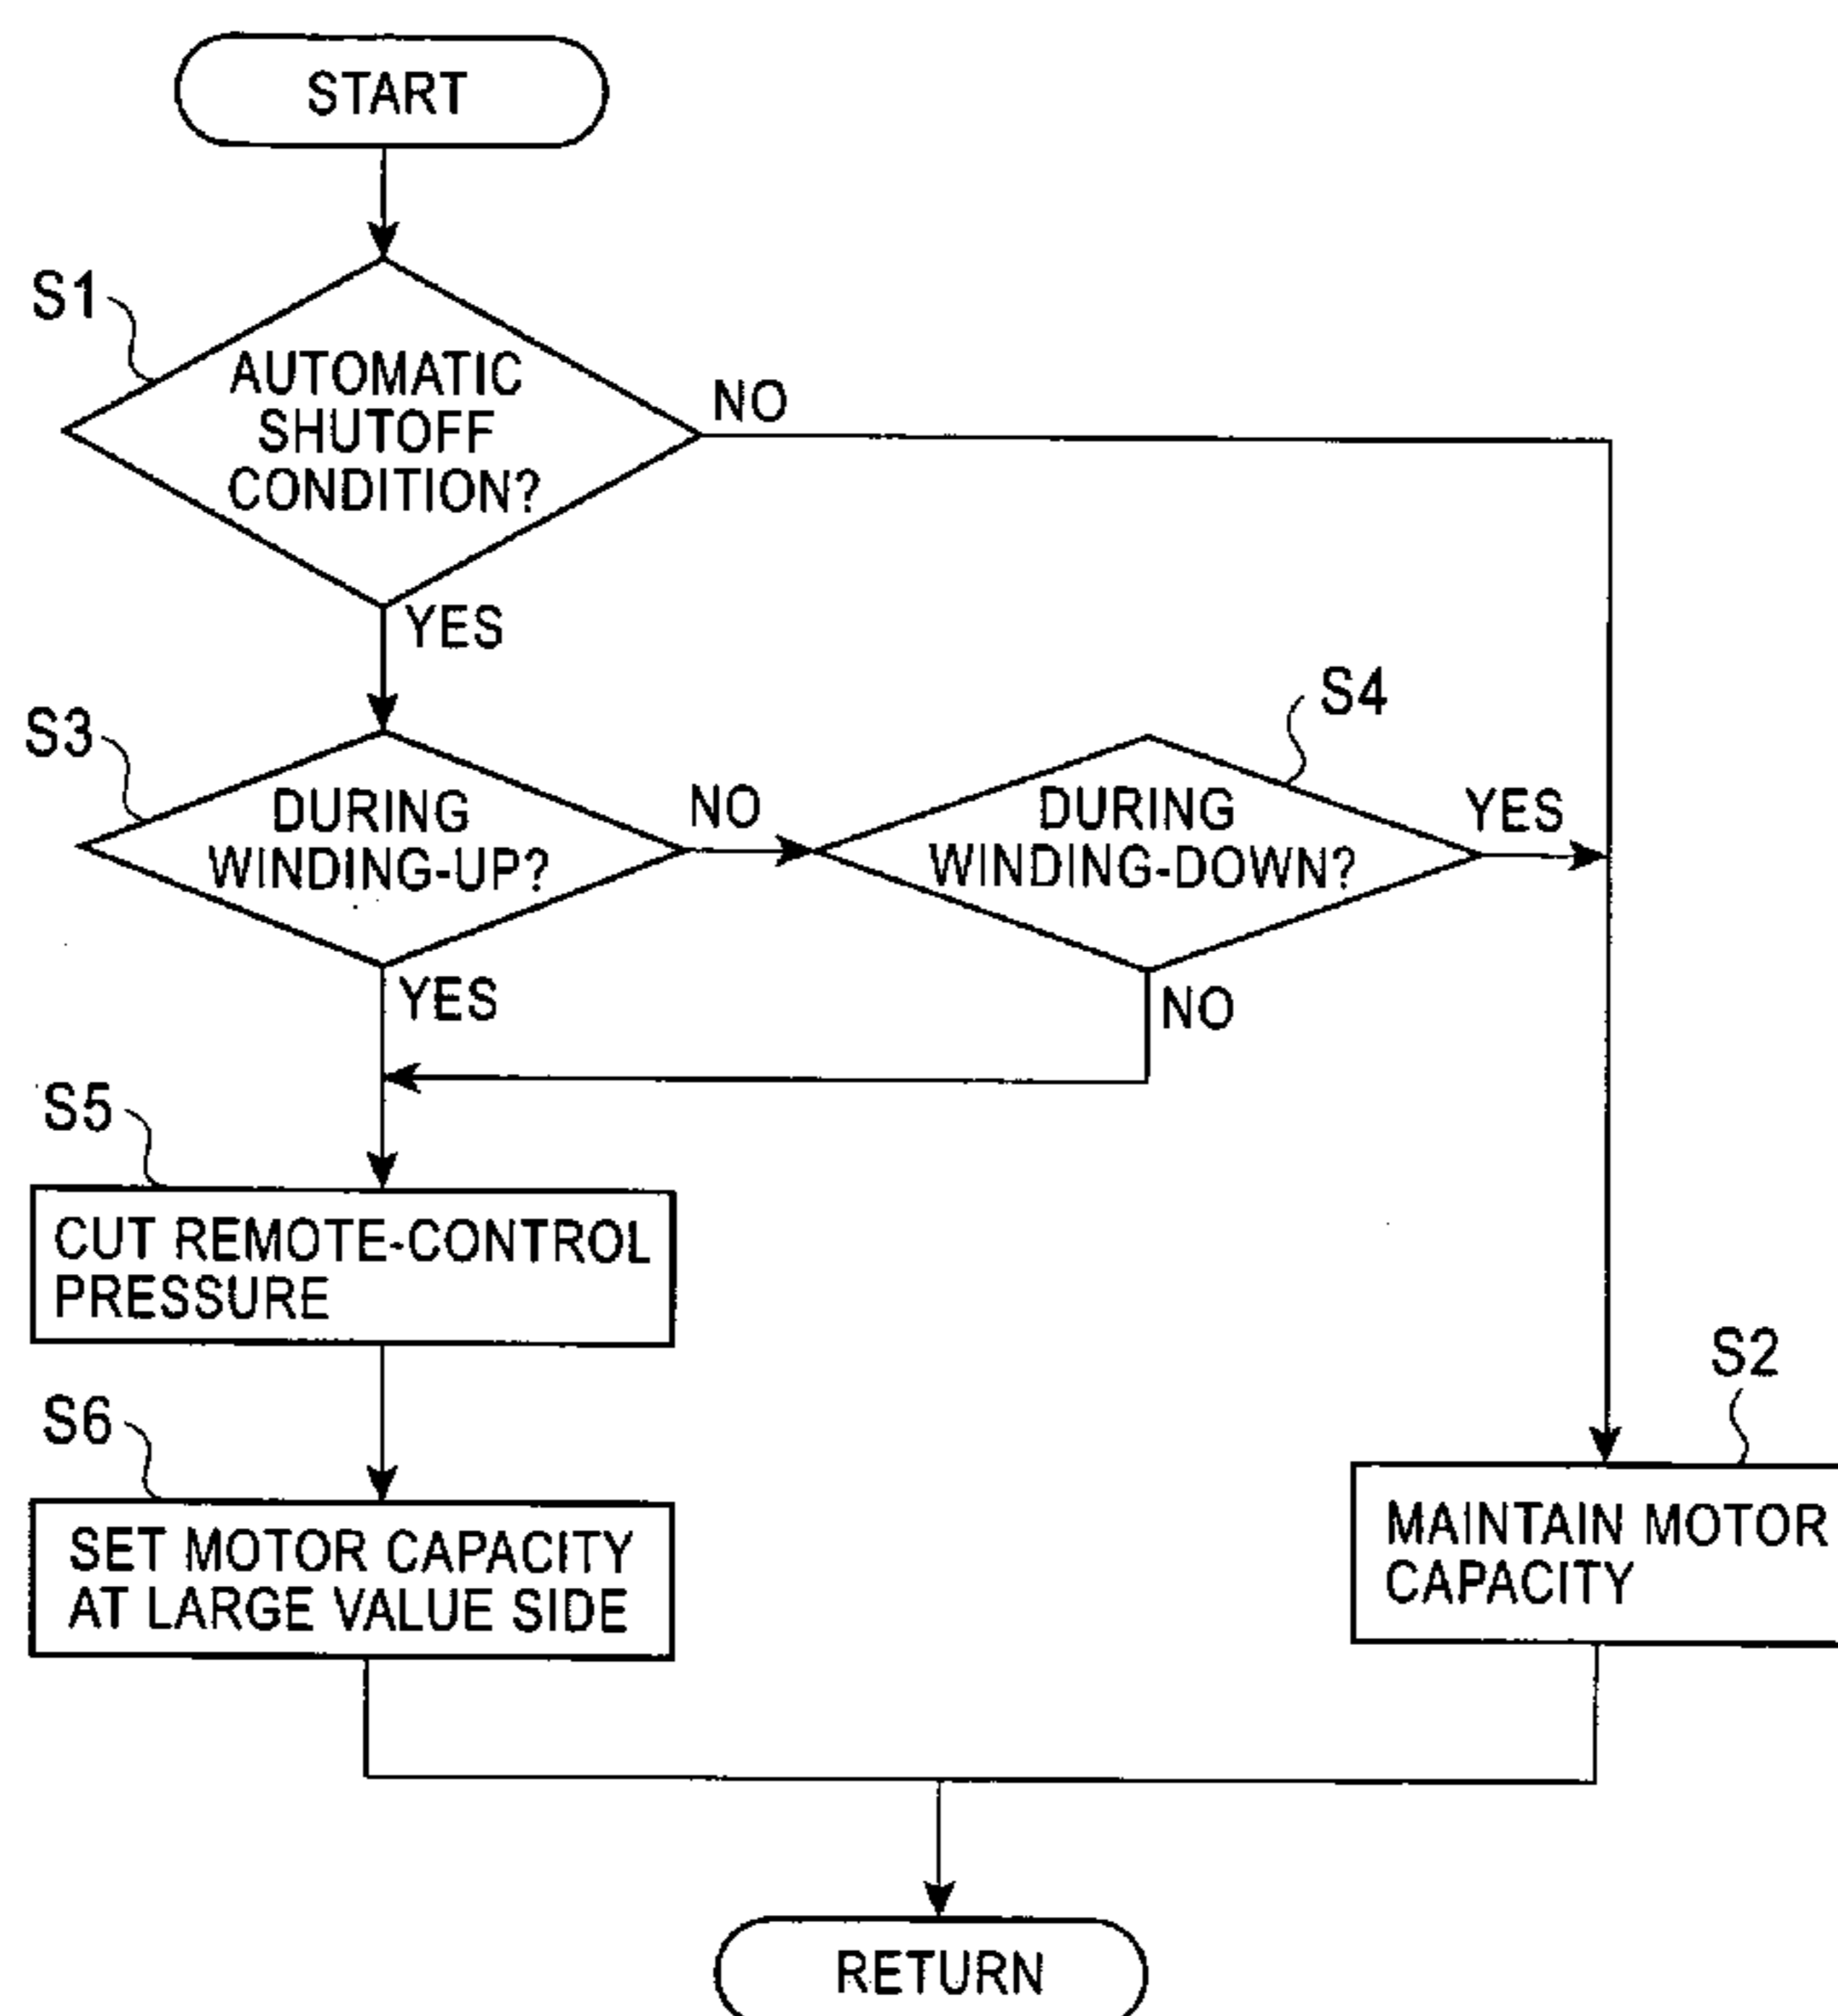 START
S1
AUTOMATIC
SHUTOFF
CONDITION?
NO
YES
S3
DURING
WINDING-UP?
NO
S4
DURING
WINDING-DOWN?
YES
YES
NO
S5
CUT REMOTE-CONTROL
PRESSURE
S6
SET MOTOR CAPACITY
AT LARGE VALUE SIDE
S2
MAINTAIN MOTOR
CAPACITY
RETURN